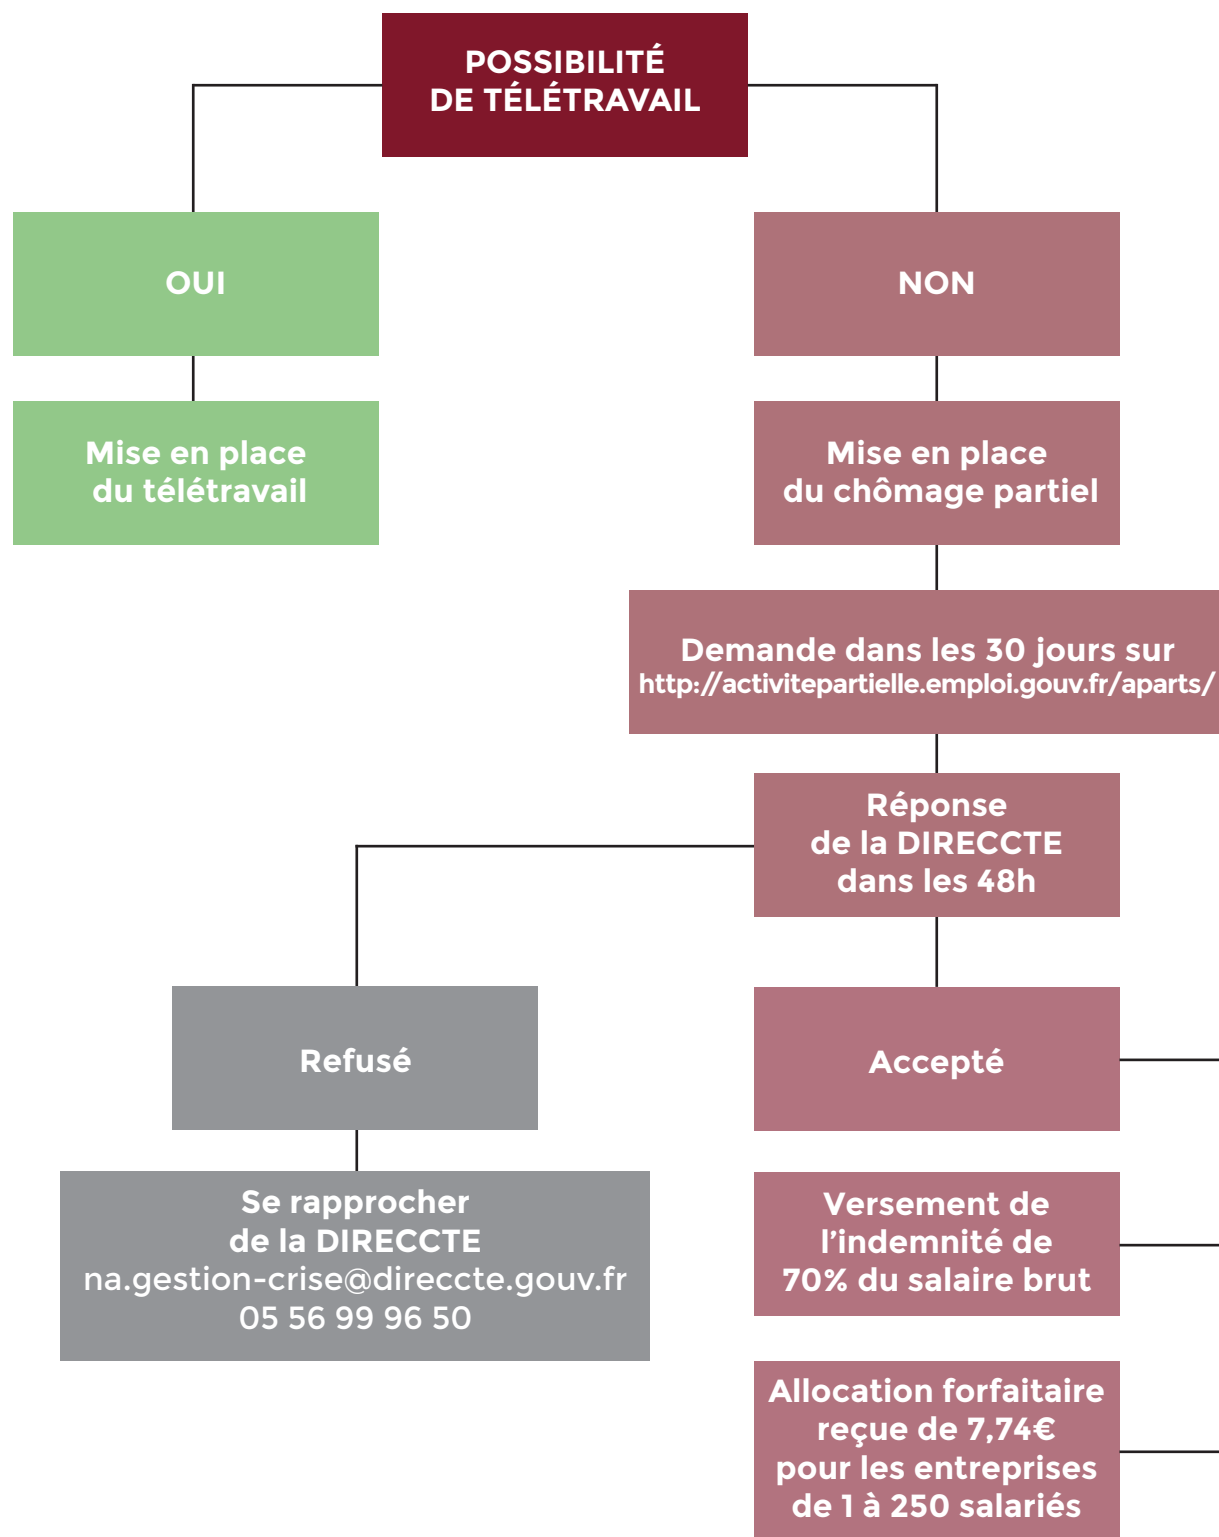 POSSIBILITÉ
DE TÉLÉTRAVAIL
OUI
NON
Mise en place
du télétravail
Mise en place
du chômage partiel
Demande dans les 30 jours sur
http://activitepartielle.emploi.gouv.fr/aparts/
Réponse
de la DIRECCTE
dans les 48h
Refusé
Accepté
Se rapprocher
de la DIRECCTE
na.gestion-crise@direccte.gouv.fr
05 56 99 96 50
Versement de
l'indemnité de
70% du salaire brut
Allocation forfaitaire
reçue de 7,74€
pour les entreprises
de 1 à 250 salariés